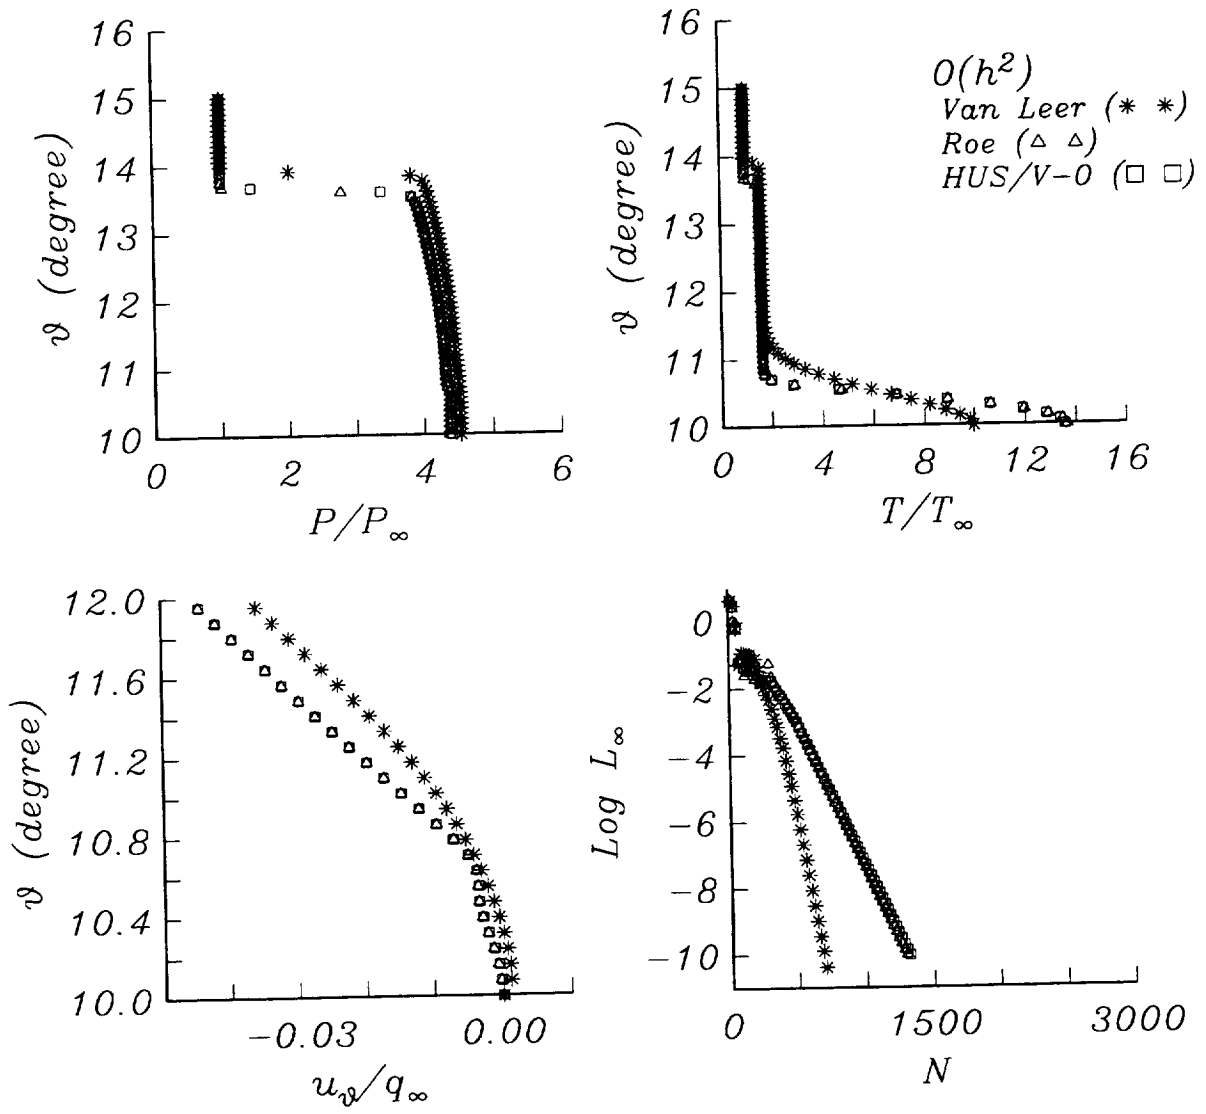 16
15
14
13
12
11
10
ϑ (degree)
0 2 4 6
P/P∞
16
15
14
13
12
11
10
ϑ (degree)
0 4 8 12 16
T/T∞
O(h²)
Van Leer (* *)
Roe (△ △)
HUS/V-O (□ □)
12.0
11.6
11.2
10.8
10.4
10.0
ϑ (degree)
-0.03 0.00
u_ϑ/q∞
0
-2
-4
-6
-8
-10
Log L∞
0 1500 3000
N